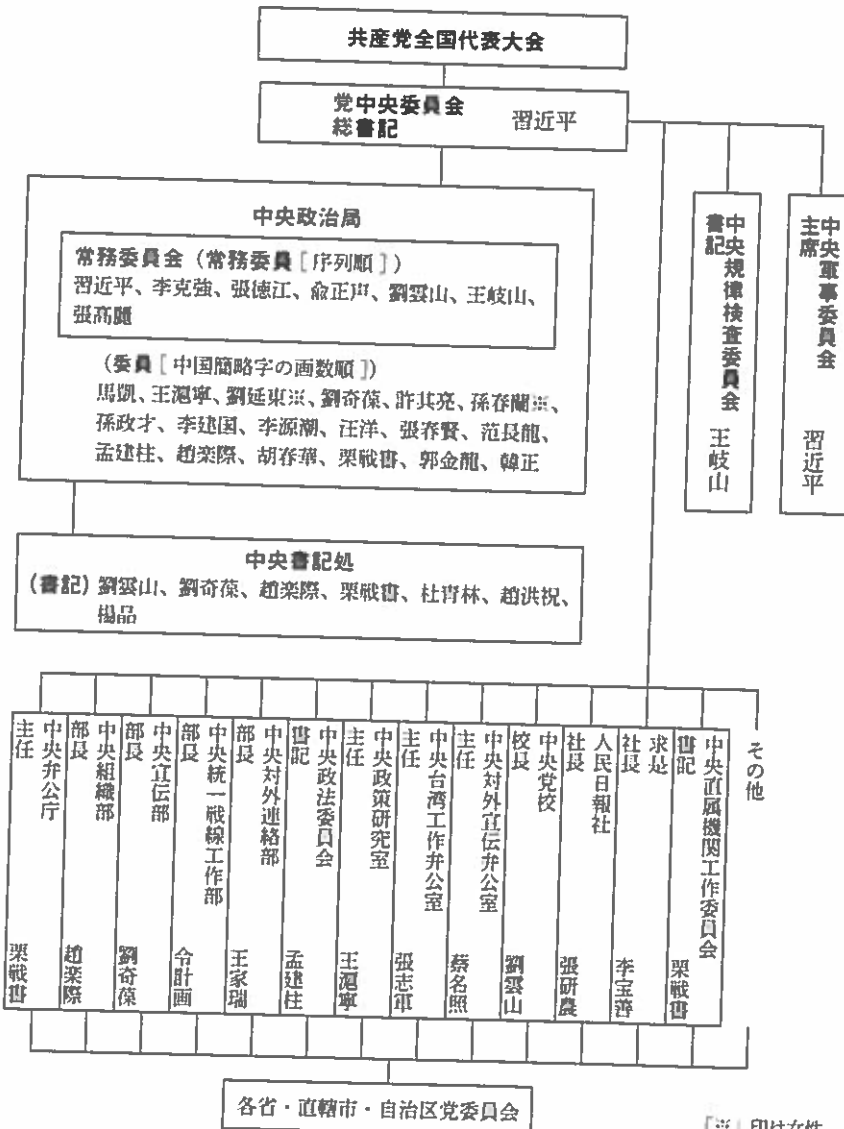 共産党全国代表大会
党中央委員会
総書記　習近平
中央政治局
常務委員会（常務委員［序列順］）
習近平、李克強、張徳江、兪正声、劉雲山、王岐山、
張高麗
（委員［中国簡略字の画数順］）
馬凱、王滬寧、劉延東※、劉奇葆、許其亮、孫春蘭※、
孫政才、李建国、李源潮、汪洋、張春賢、范長龍、
孟建柱、趙楽際、胡春華、栗戦書、郭金龍、韓正
中央軍事委員会
主席　習近平
中央規律検査委員会
書記　王岐山
中央書記処
（書記）劉雲山、劉奇葆、趙楽際、栗戦書、杜青林、趙洪祝、
楊晶
その他
中央直属機関工作委員会
書記　栗戦書
求是
社長　李宝善
人民日報社
社長　張研農
中央党校
校長　劉雲山
中央対外宣伝弁公室
主任　蔡名照
中央台湾工作弁公室
主任　張志軍
中央政策研究室
主任　王滬寧
中央政法委員会
書記　孟建柱
中央対外連絡部
部長　王家瑞
中央統一戦線工作部
部長　令計画
中央宣伝部
部長　劉奇葆
中央組織部
部長　趙楽際
中央弁公庁
主任　栗戦書
各省・直轄市・自治区党委員会
「※」印は女性